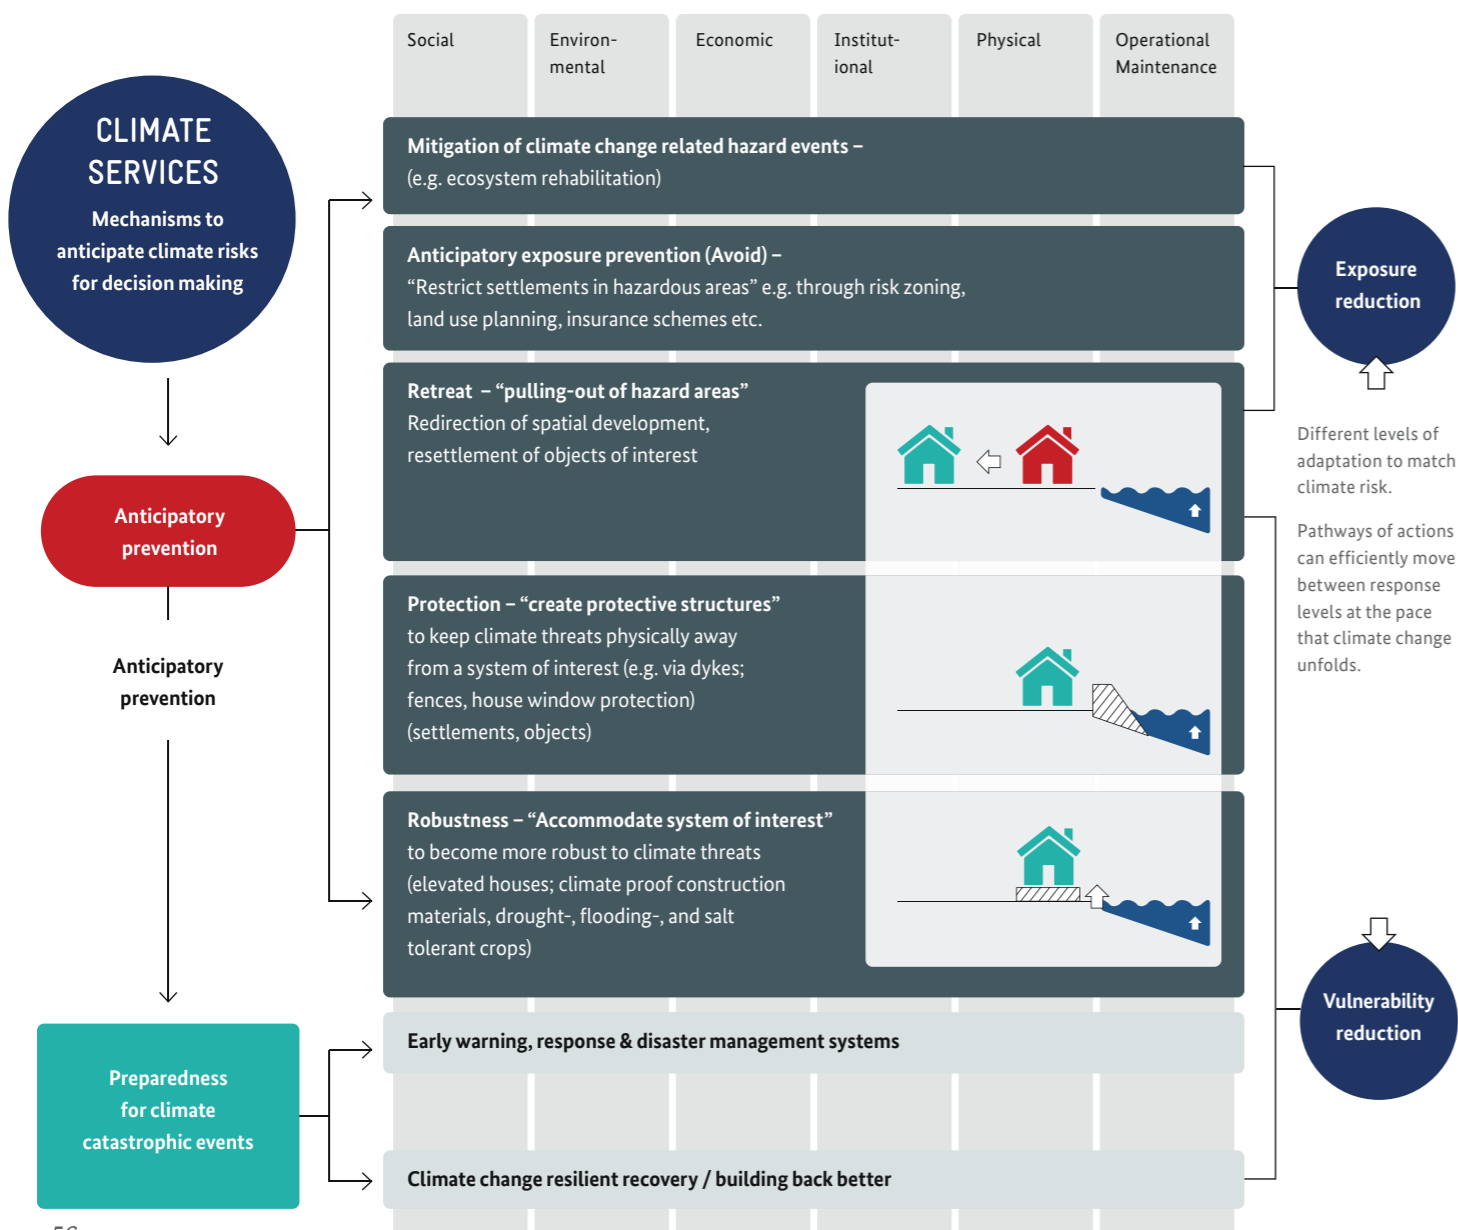 Social
Environ-
mental
Economic
Institut-
ional
Physical
Operational
Maintenance
CLIMATE
SERVICES
Mechanisms to
anticipate climate risks
for decision making
Mitigation of climate change related hazard events –
(e.g. ecosystem rehabilitation)
Anticipatory exposure prevention (Avoid) –
“Restrict settlements in hazardous areas” e.g. through risk zoning,
land use planning, insurance schemes etc.
Exposure
reduction
Retreat – “pulling-out of hazard areas”
Redirection of spatial development,
resettlement of objects of interest
Different levels of
adaptation to match
climate risk.
Pathways of actions
can efficiently move
between response
levels at the pace
that climate change
unfolds.
Anticipatory
prevention
Anticipatory
prevention
Protection – “create protective structures”
to keep climate threats physically away
from a system of interest (e.g. via dykes;
fences, house window protection)
(settlements, objects)
Robustness – “Accommodate system of interest”
to become more robust to climate threats
(elevated houses; climate proof construction
materials, drought-, flooding-, and salt
tolerant crops)
Vulnerability
reduction
Preparedness
for climate
catastrophic events
Early warning, response & disaster management systems
Climate change resilient recovery / building back better